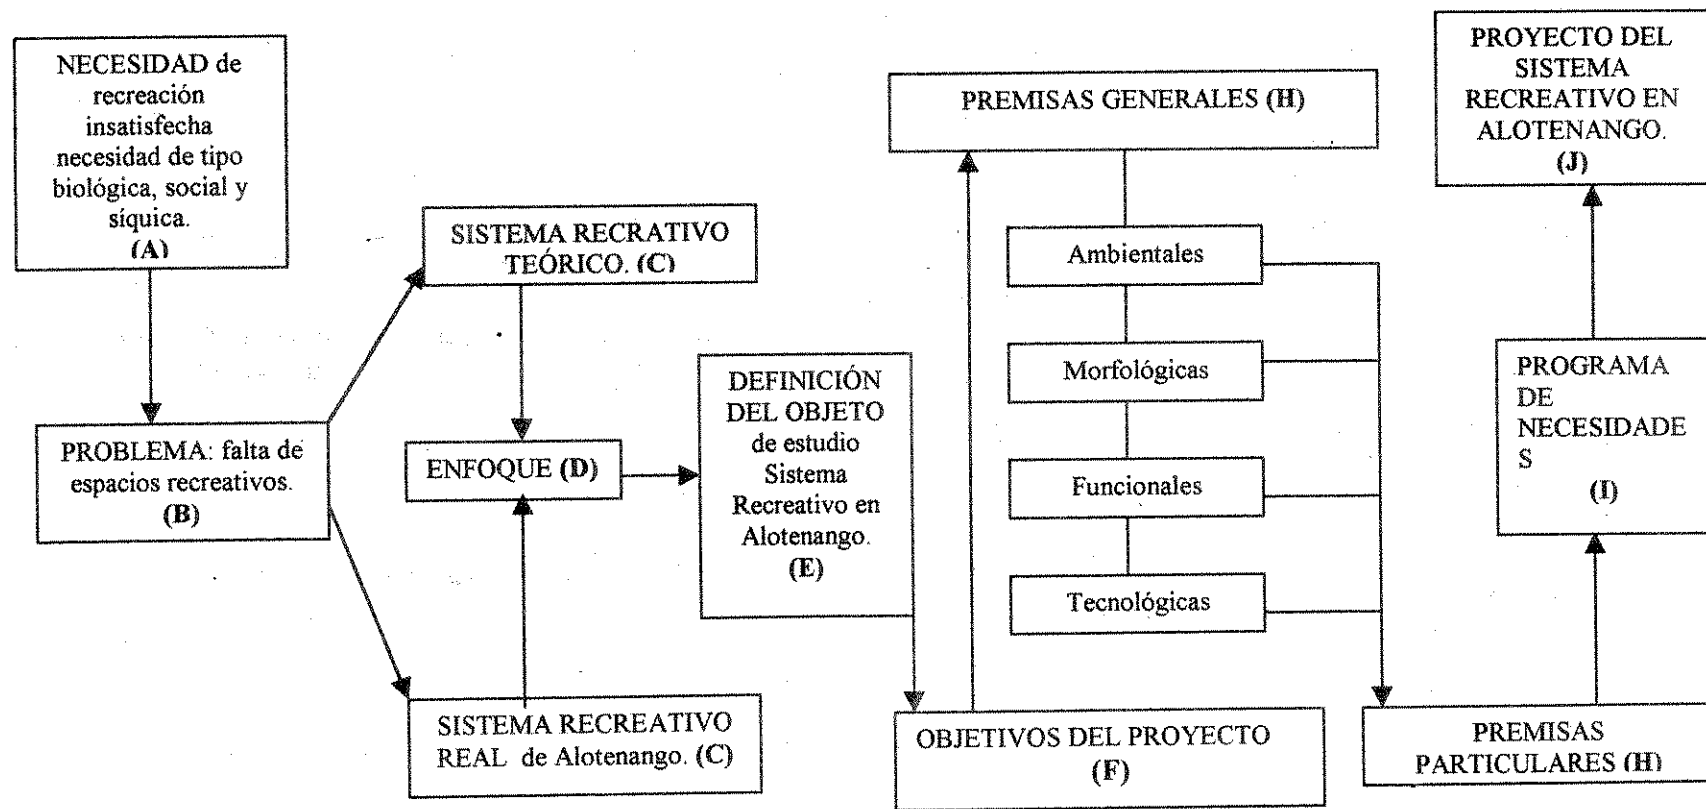 NECESIDAD de
recreación
insatisfecha
necesidad de tipo
biológica, social y
síquica.
(A)
PROBLEMA: falta de
espacios recreativos.
(B)
SISTEMA RECRATIVO
TEÓRICO. (C)
ENFOQUE (D)
SISTEMA RECREATIVO
REAL de Alotenango. (C)
DEFINICIÓN
DEL OBJETO
de estudio
Sistema
Recreativo en
Alotenango.
(E)
OBJETIVOS DEL PROYECTO
(F)
PREMISAS GENERALES (H)
Ambientales
Morfológicas
Funcionales
Tecnológicas
PREMISAS
PARTICULARES (H)
PROGRAMA
DE
NECESIDADE
S
(I)
PROYECTO DEL
SISTEMA
RECREATIVO EN
ALOTENANGO.
(J)